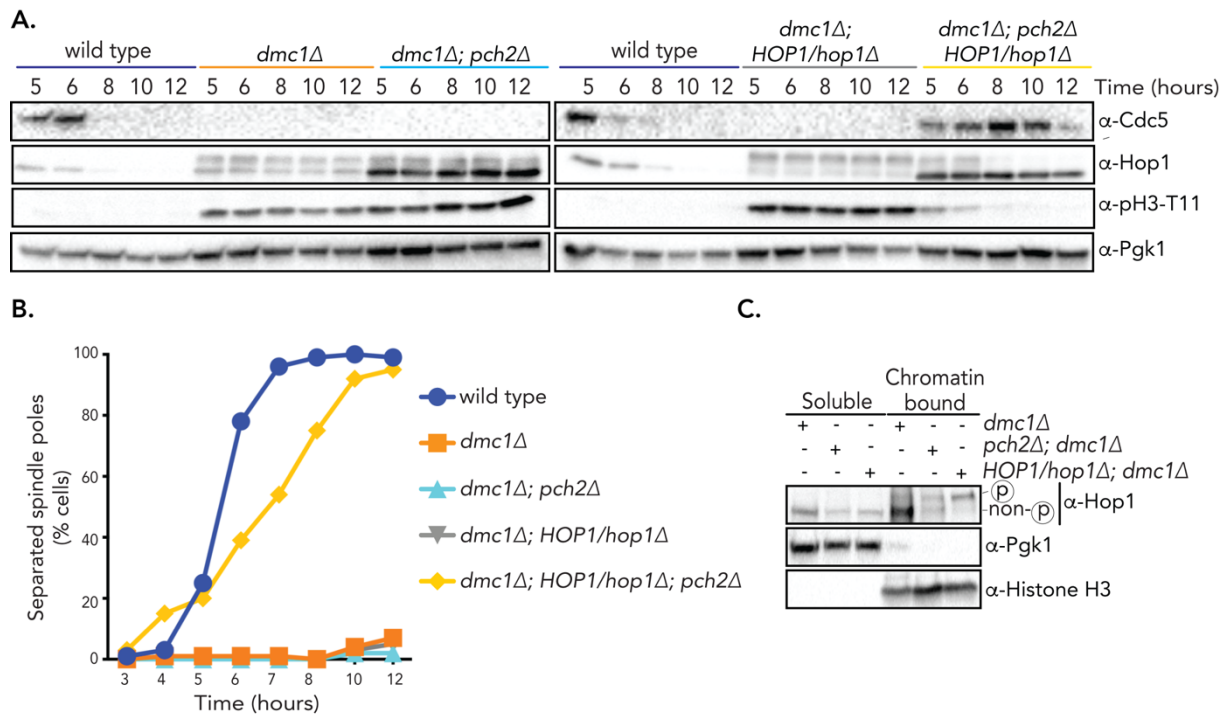 A.
wild type dmc1Δ dmc1Δ; pch2Δ wild type dmc1Δ; HOP1/hop1Δ dmc1Δ; pch2Δ HOP1/hop1Δ
5 6 8 10 12 5 6 8 10 12 5 6 8 10 12 5 6 8 10 12 5 6 8 10 12 5 6 8 10 12 Time (hours)
α-Cdc5
α-Hop1
α-pH3-T11
α-Pgk1
B.
Separated spindle poles
(% cells)
100
80
60
40
20
0
3 4 5 6 7 8 10 12
Time (hours)
wild type
dmc1Δ
dmc1Δ; pch2Δ
dmc1Δ; HOP1/hop1Δ
dmc1Δ; HOP1/hop1Δ; pch2Δ
C.
Soluble Chromatin bound
+ - - + - - dmc1Δ
- + - - + - pch2Δ; dmc1Δ
- - + - - + HOP1/hop1Δ; dmc1Δ
p
non-p α-Hop1
α-Pgk1
α-Histone H3